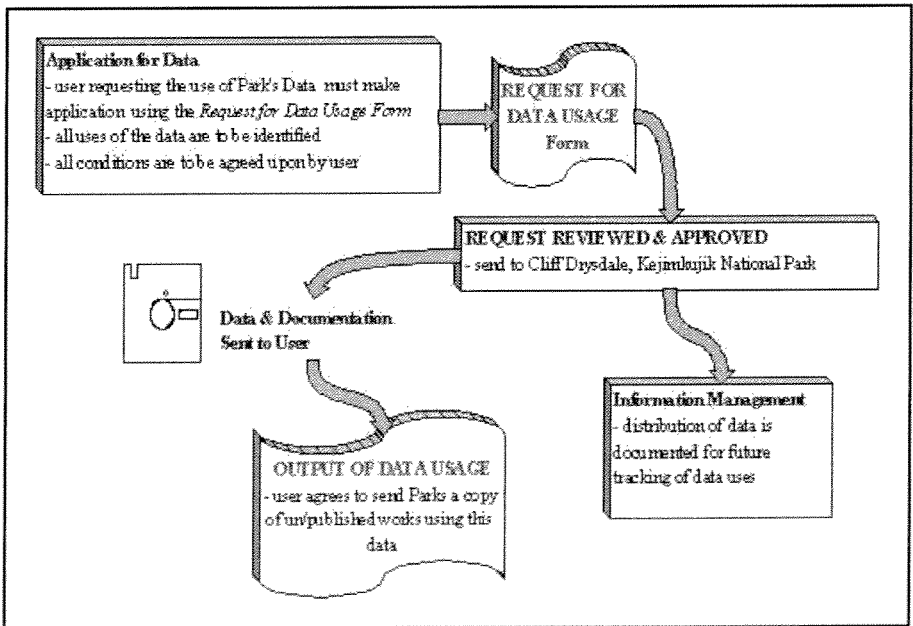 Application for Data
- user requesting the use of Park's Data must make
application using the Request for Data Usage Form
- all uses of the data are to be identified
- all conditions are to be agreed upon by user
REQUEST FOR
DATA USAGE
Form
REQUEST REVIEWED & APPROVED
- send to Cliff Drysdale, Kejimkujik National Park
Data & Documentation
Sent to User
Information Management
- distribution of data is
documented for future
tracking of data uses
OUTPUT OF DATA USAGE
- user agrees to send Parks a copy
of un/published works using this
data